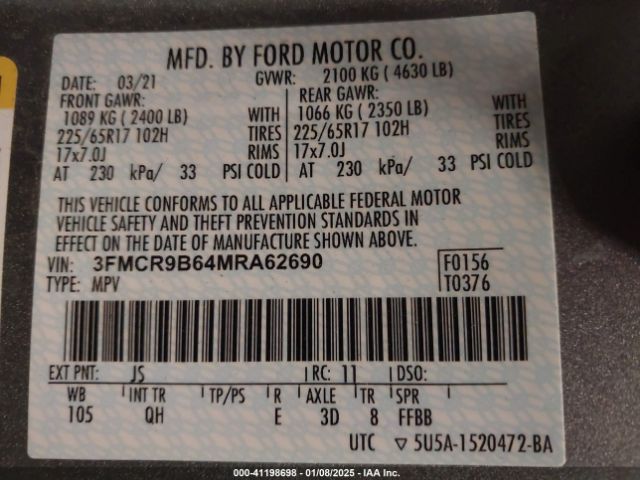 MFD. BY FORD MOTOR CO.
DATE: 03/21 GVWR: 2100 KG ( 4630 LB)
FRONT GAWR: REAR GAWR:
1089 KG ( 2400 LB) WITH 1066 KG ( 2350 LB) WITH
225/65R17 102H TIRES 225/65R17 102H TIRES
17x7.0J RIMS 17x7.0J RIMS
AT 230 kPa/ 33 PSI COLD AT 230 kPa/ 33 PSI COLD
THIS VEHICLE CONFORMS TO ALL APPLICABLE FEDERAL MOTOR
VEHICLE SAFETY AND THEFT PREVENTION STANDARDS IN
EFFECT ON THE DATE OF MANUFACTURE SHOWN ABOVE.
VIN: 3FMCR9B64MRA62690 F0156
TYPE: MPV T0376
EXT PNT: JS RC: 11 DSO:
WB INT TR TP/PS R AXLE TR SPR
105 QH E 3D 8 FFBB
UTC ▽ 5U5A-1520472-BA
000-41198698 - 01/08/2025 - IAA Inc.